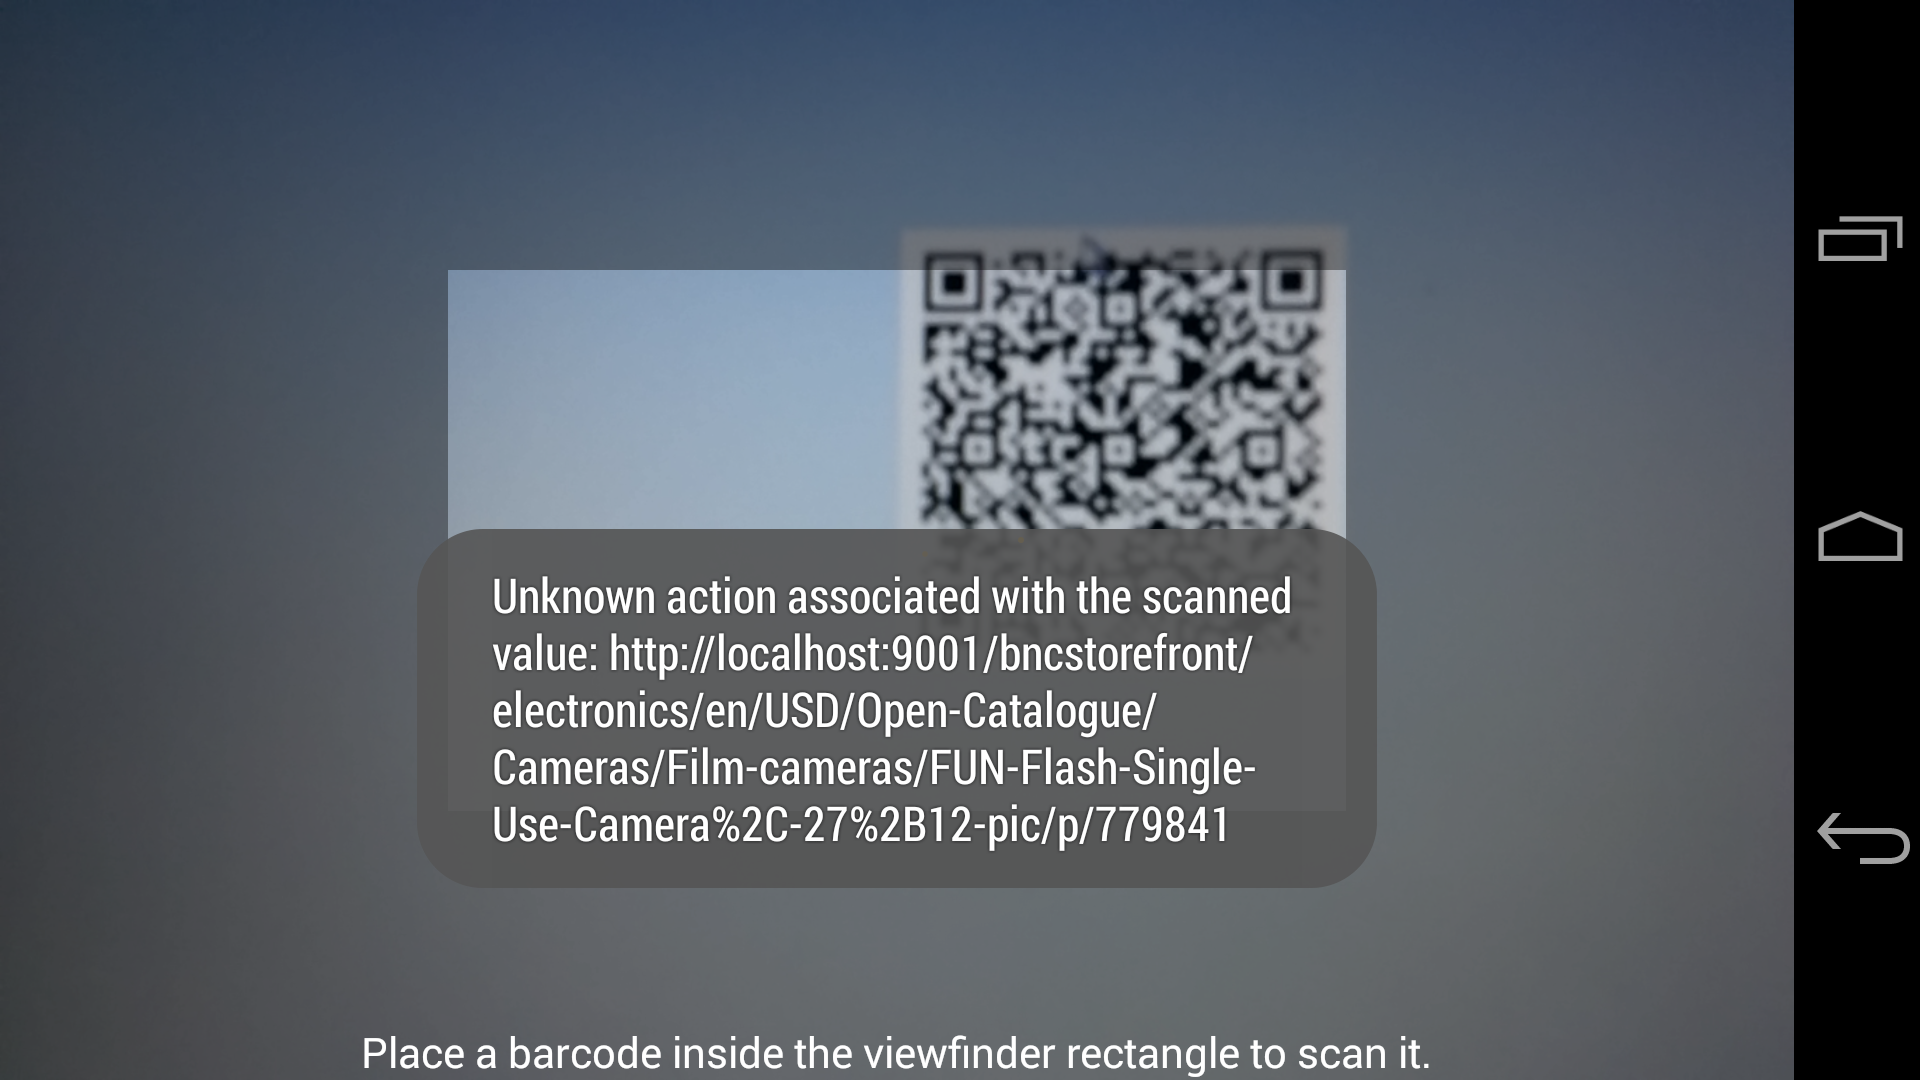 Unknown action associated with the scanned
value: http://localhost:9001/bncstorefront/
electronics/en/USD/Open-Catalogue/
Cameras/Film-cameras/FUN-Flash-Single-
Use-Camera%2C-27%2B12-pic/p/779841
Place a barcode inside the viewfinder rectangle to scan it.